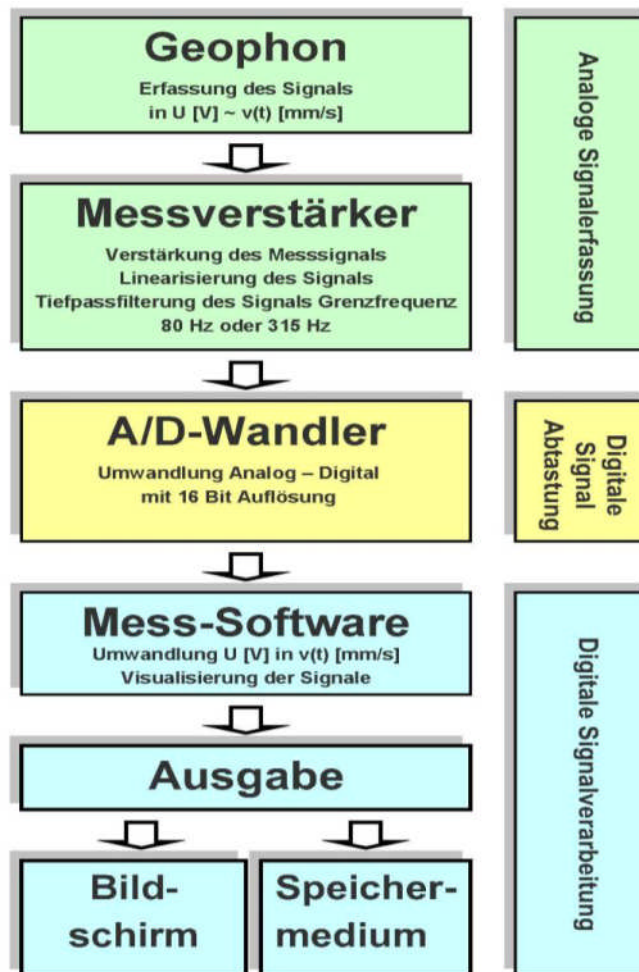 Geophon
Erfassung des Signals
in U [V] ~ v(t) [mm/s]
Messverstärker
Verstärkung des Messsignals
Linearisierung des Signals
Tiefpassfilterung des Signals Grenzfrequenz
80 Hz oder 315 Hz
Analoge Signalerfassung
A/D-Wandler
Umwandlung Analog – Digital
mit 16 Bit Auflösung
Digitale
Signal
Abtastung
Mess-Software
Umwandlung U [V] in v(t) [mm/s]
Visualisierung der Signale
Ausgabe
Bild-
schirm
Speicher-
medium
Digitale Signalverarbeitung